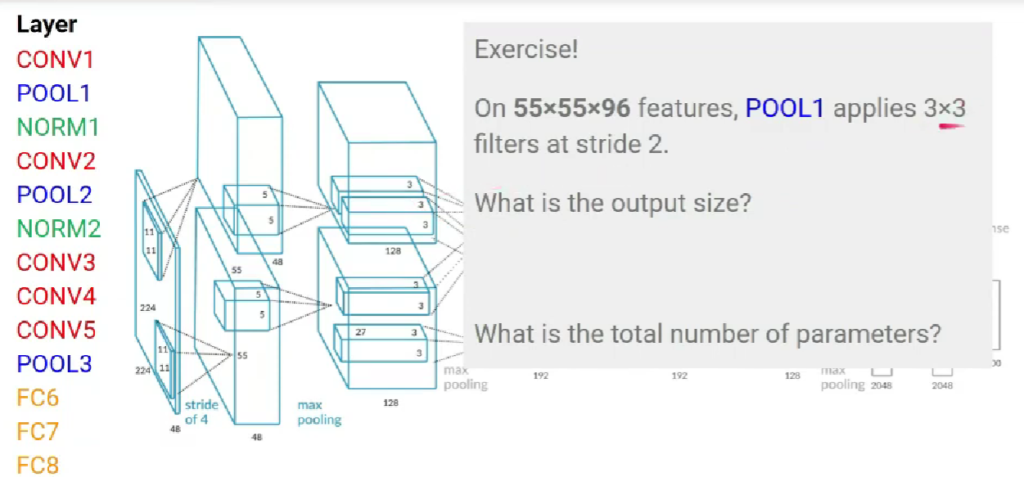 Layer
CONV1
POOL1
NORM1
CONV2
POOL2
NORM2
CONV3
CONV4
CONV5
POOL3
FC6
FC7
FC8
Exercise!
On 55×55×96 features, POOL1 applies 3×3
filters at stride 2.
What is the output size?
What is the total number of parameters?
11
11
224
11
11
224
48
stride
of 4
5
5
48
55
5
5
55
48
max
pooling
3
3
3
128
3
3
27
3
3
128
max
pooling
192
192
128
max
pooling
2048
2048